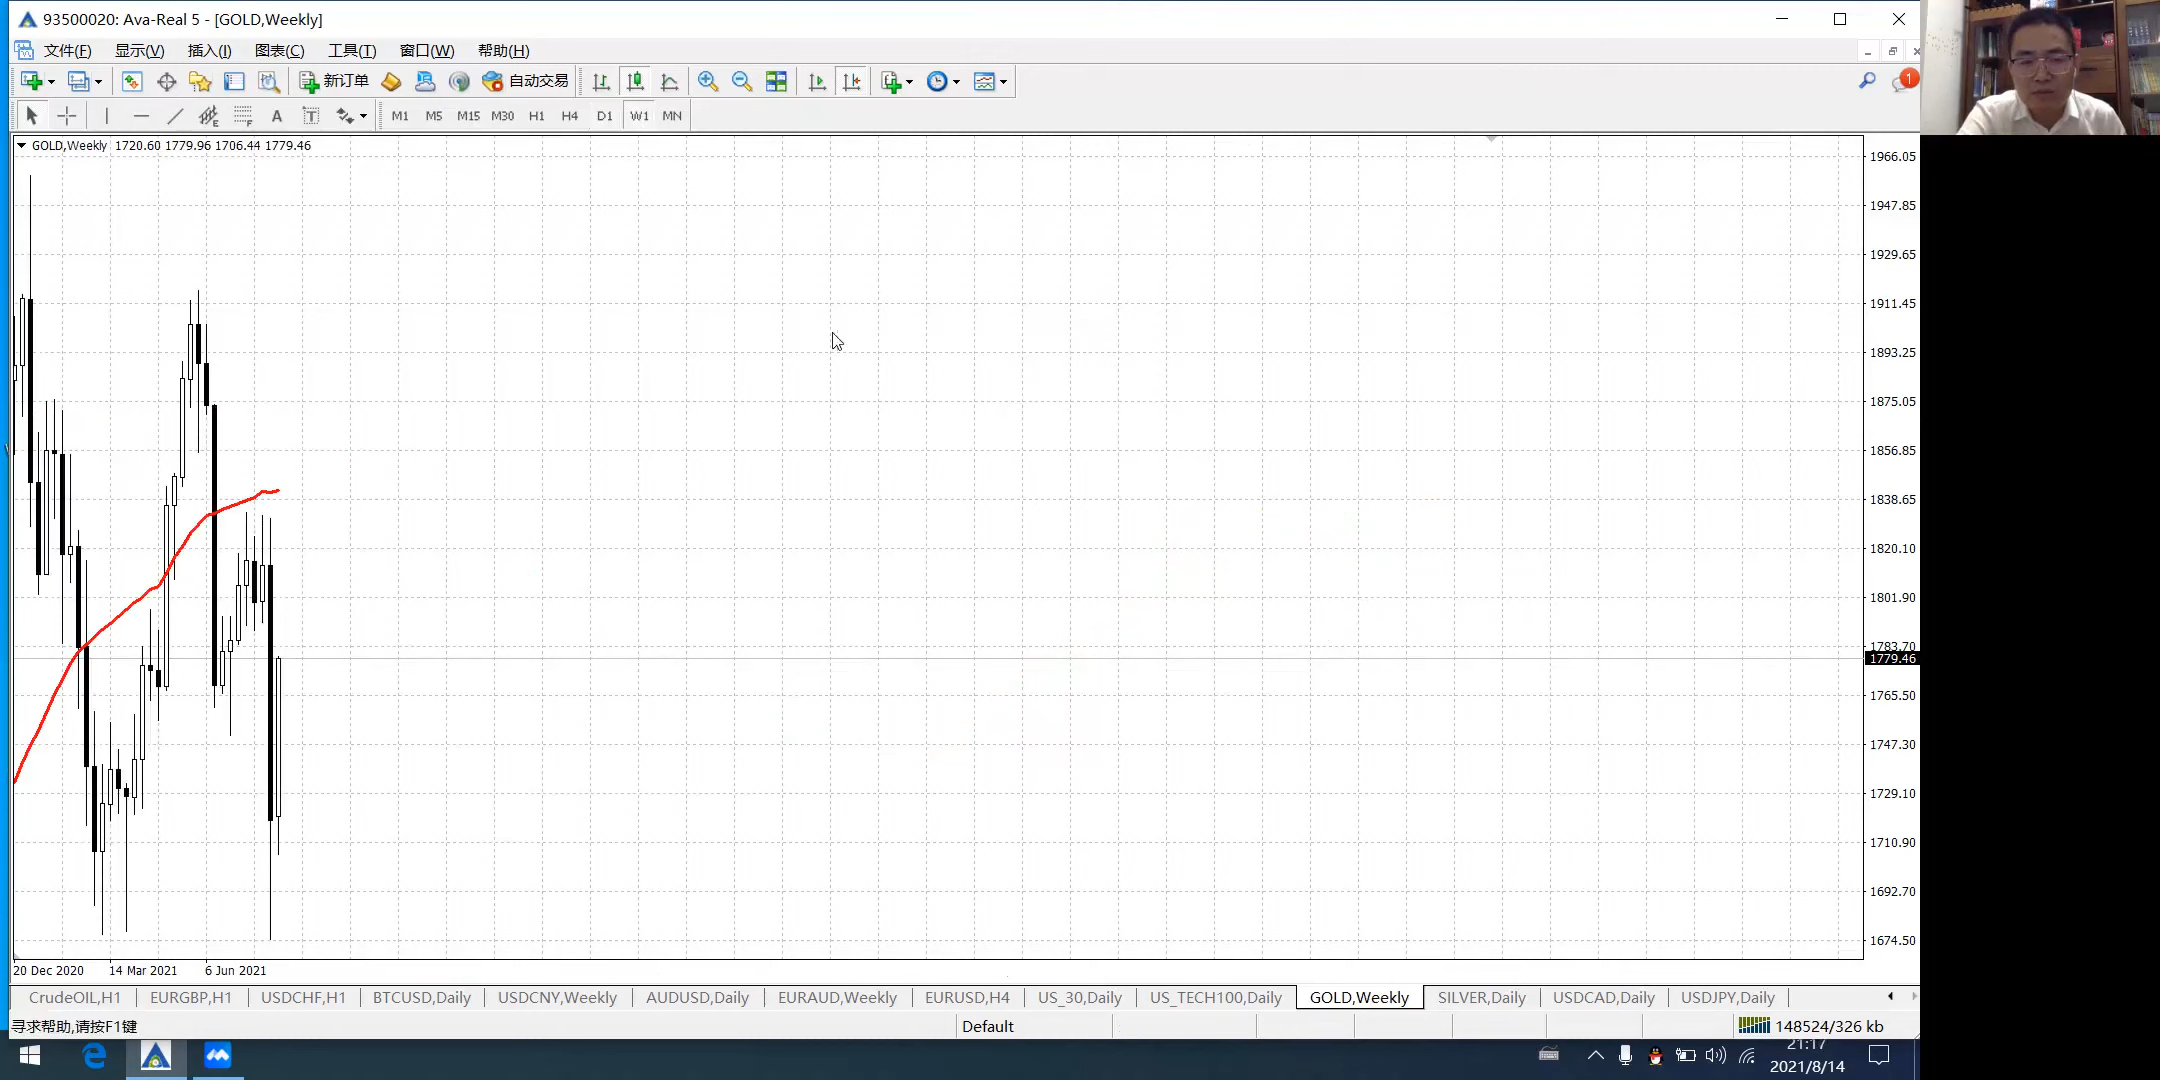 93500020: Ava-Real 5 - [GOLD,Weekly]
文件(F) 显示(V) 插入(I) 图表(C) 工具(T) 窗口(W) 帮助(H)
新订单 自动交易
1
E F A T M1 M5 M15 M30 H1 H4 D1 W1 MN
GOLD,Weekly 1720.60 1779.96 1706.44 1779.46
1966.05
1947.85
1929.65
1911.45
1893.25
1875.05
1856.85
1838.65
1820.10
1801.90
1783.70
1779.46
1765.50
1747.30
1729.10
1710.90
1692.70
1674.50
20 Dec 2020 14 Mar 2021 6 Jun 2021
CrudeOIL,H1 EURGBP,H1 USDCHF,H1 BTCUSD,Daily USDCNY,Weekly AUDUSD,Daily EURAUD,Weekly EURUSD,H4 US_30,Daily US_TECH100,Daily GOLD,Weekly SILVER,Daily USDCAD,Daily USDJPY,Daily
寻求帮助,请按F1键 Default 148524/326 kb
21:17
2021/8/14